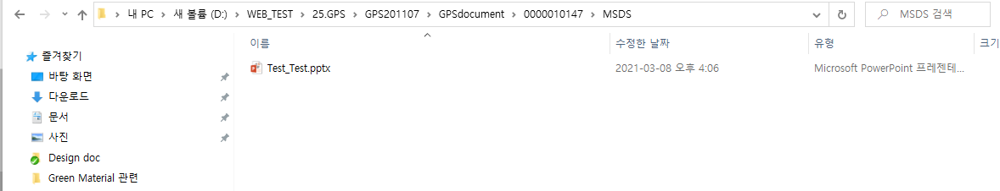 내 PC > 새 볼륨 (D:) > WEB_TEST > 25.GPS > GPS201107 > GPSdocument > 0000010147 > MSDS
MSDS 검색
이름 수정한 날짜 유형 크기
즐겨찾기
Test_Test.pptx 2021-03-08 오후 4:06 Microsoft PowerPoint 프레젠테...
바탕 화면
다운로드
문서
사진
Design doc
Green Material 관련